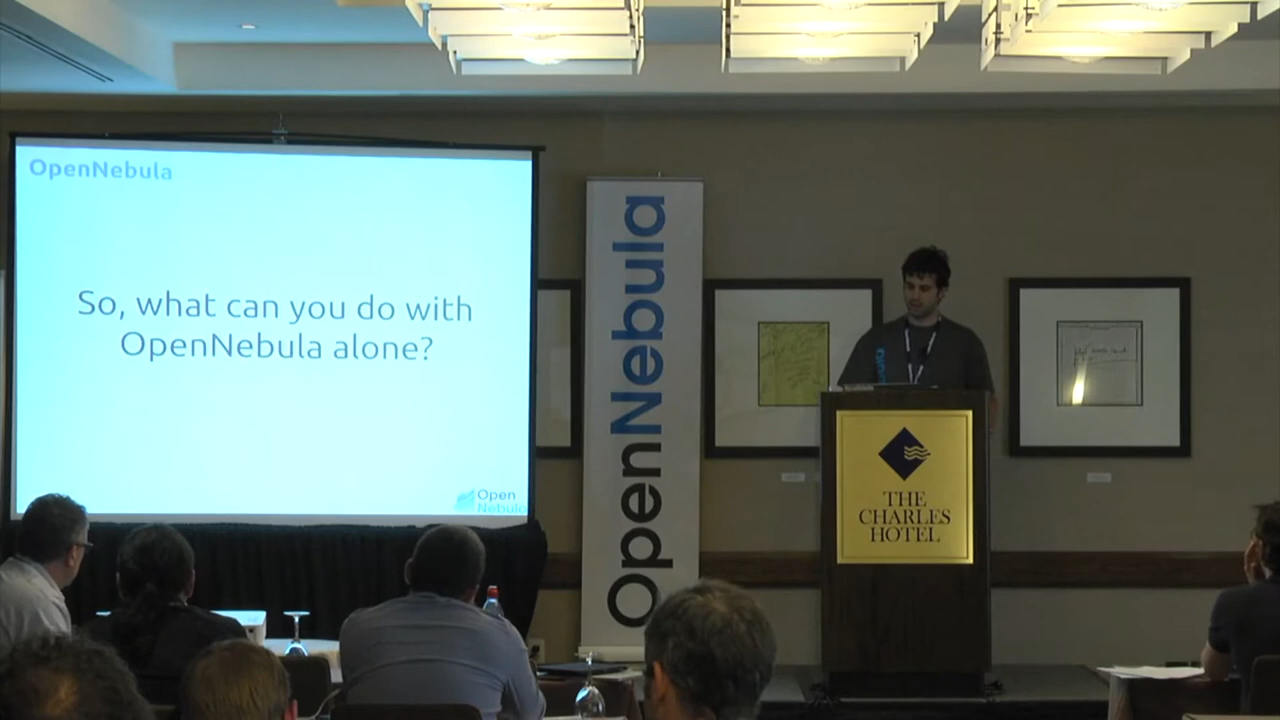 OpenNebula
So, what can you do with
OpenNebula alone?
Open
Nebula
OpenNebula
THE
CHARLES
HOTEL